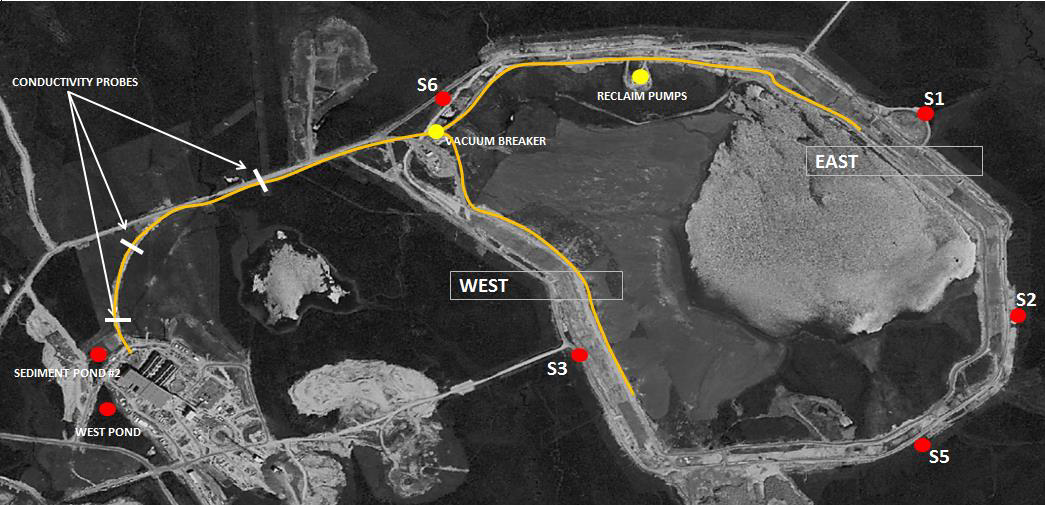 CONDUCTIVITY PROBES
S6
S1
RECLAIM PUMPS
VACUUM BREAKER
EAST
WEST
S2
S3
SEDIMENT POND #2
WEST POND
S5